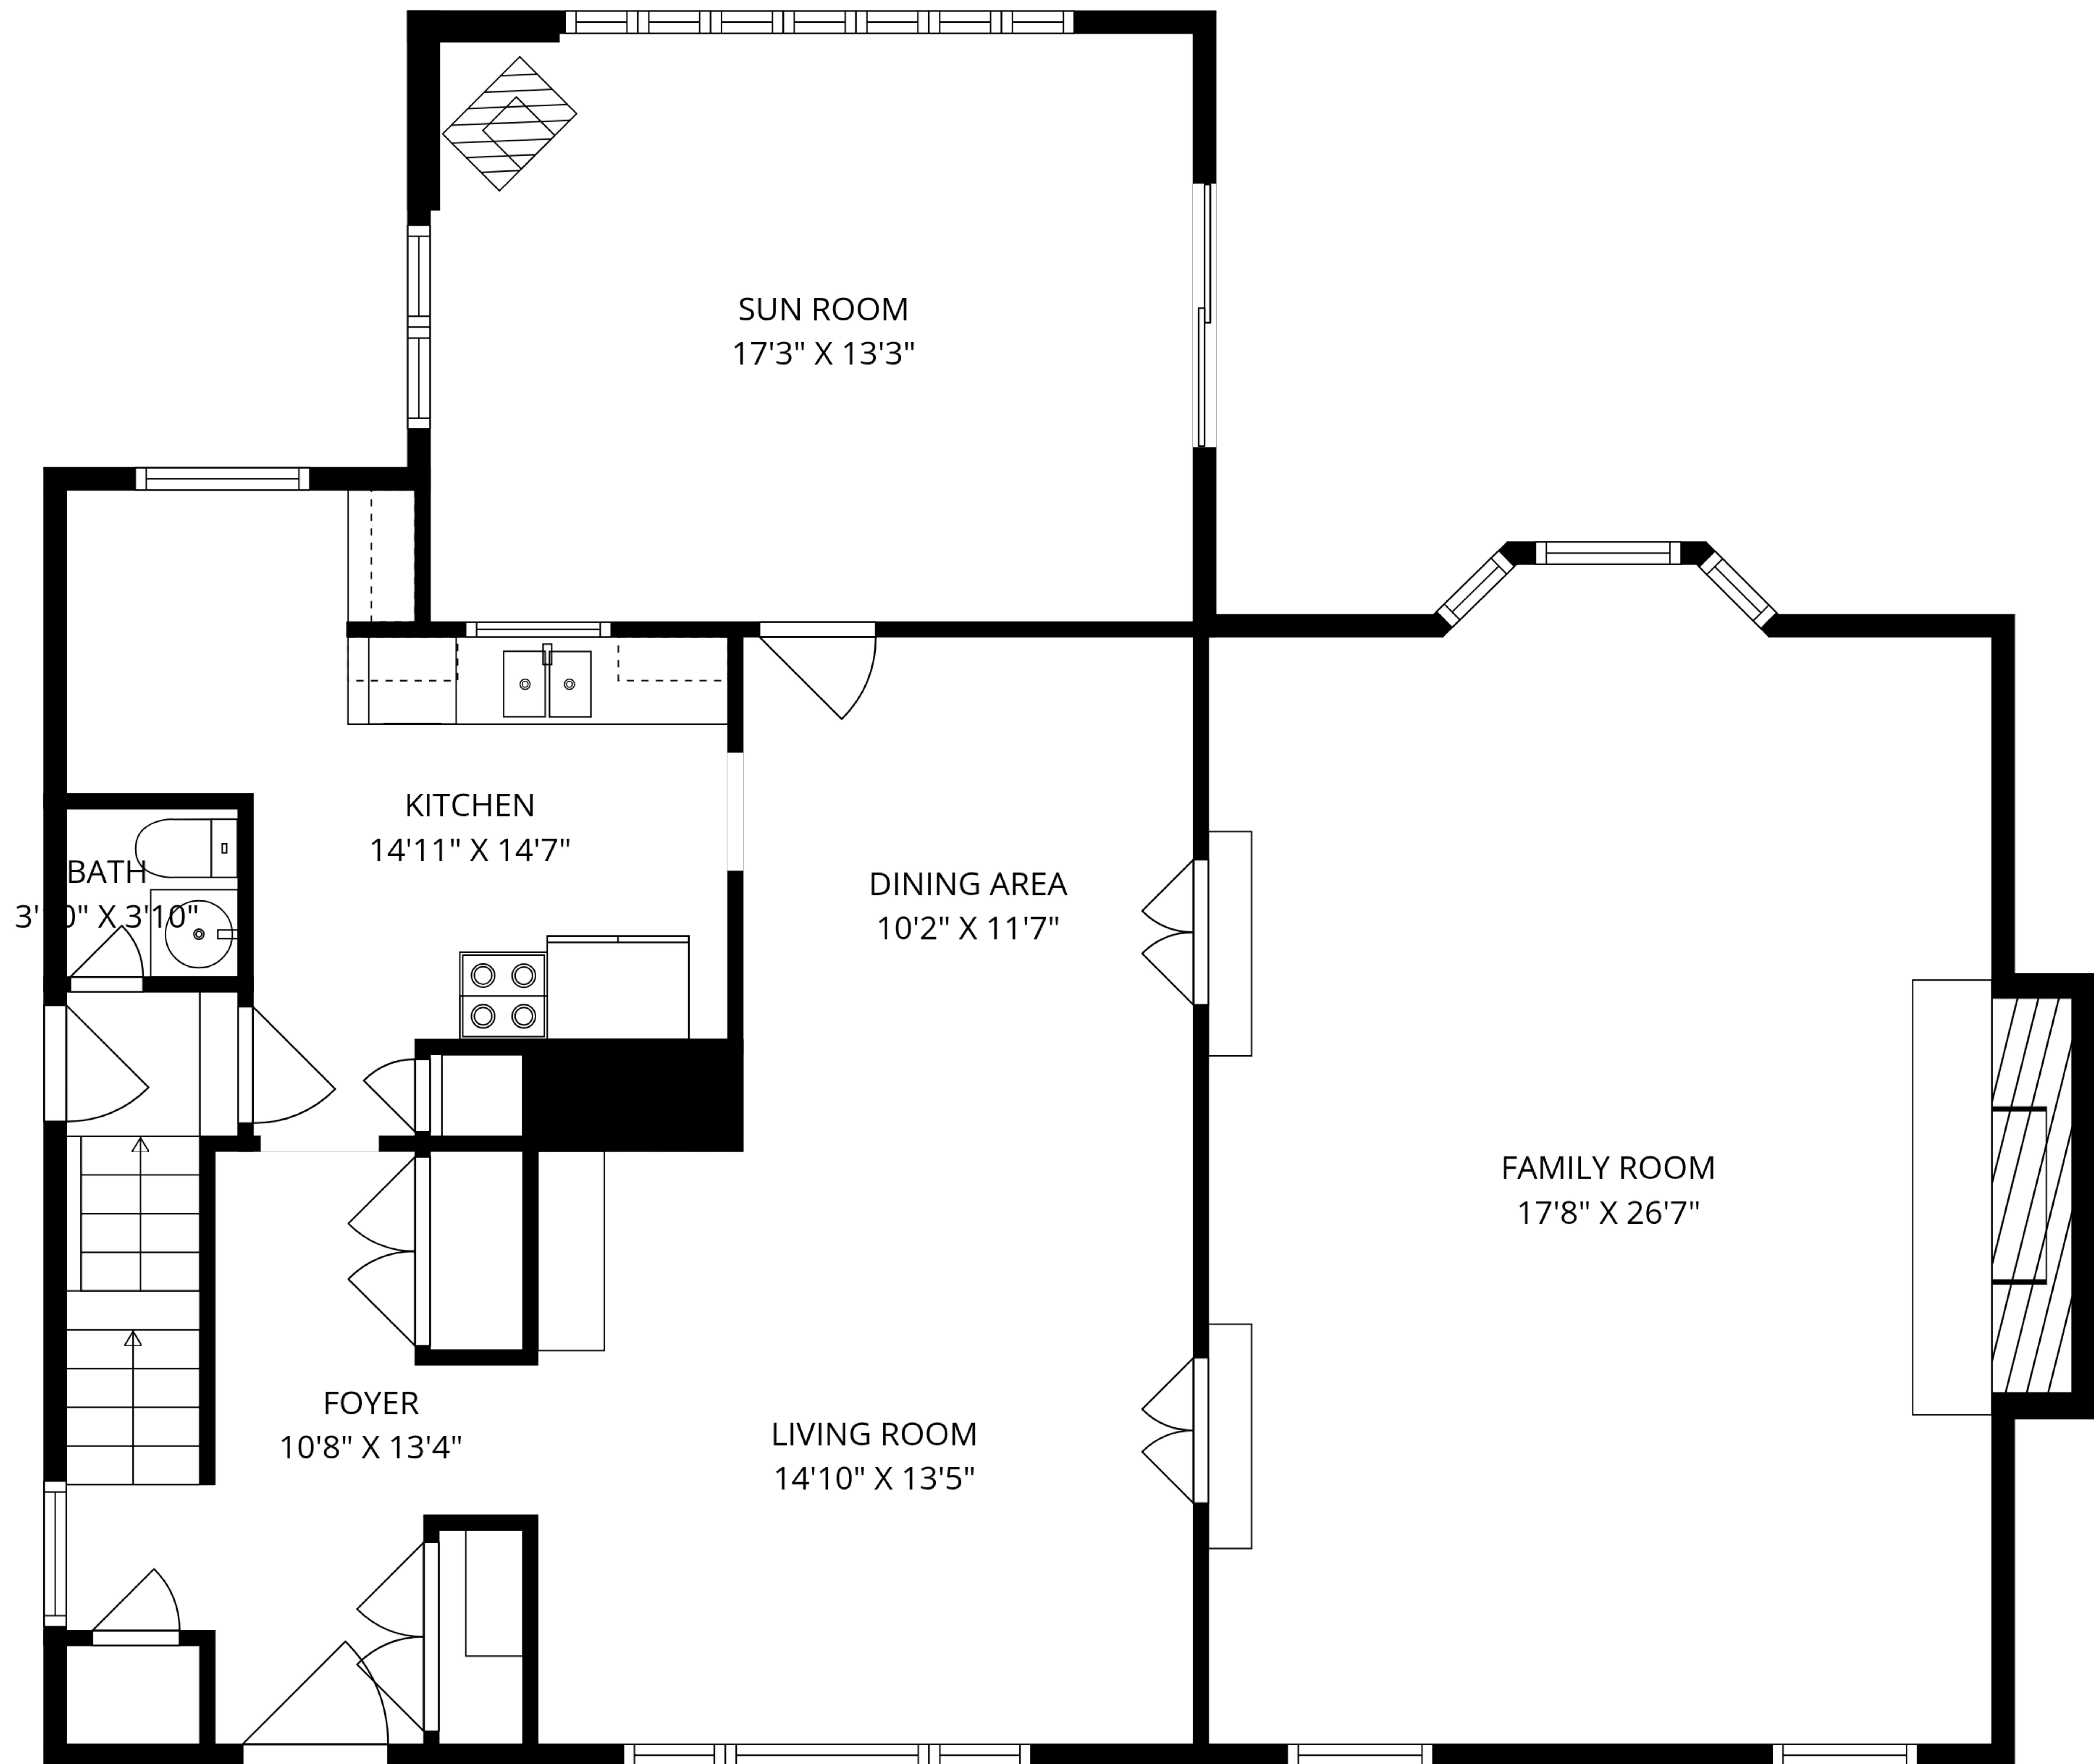 SUN ROOM
17'3" X 13'3"
KITCHEN
14'11" X 14'7"
BATH
X 3'10"
DINING AREA
10'2" X 11'7"
FAMILY ROOM
17'8" X 26'7"
FOYER
10'8" X 13'4"
LIVING ROOM
14'10" X 13'5"